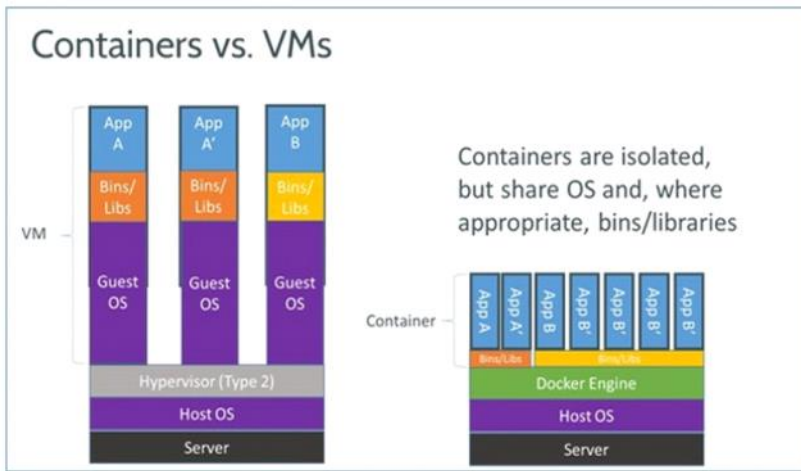 Containers vs. VMs
App
A
App
A'
App
B
Bins/
Libs
Bins/
Libs
Bins/
Libs
VM
Guest
OS
Guest
OS
Guest
OS
Hypervisor (Type 2)
Host OS
Server
Containers are isolated,
but share OS and, where
appropriate, bins/libraries
Container
App A
App A'
App B
App B'
App B'
App B'
App B'
Bins/Libs
Bins/Libs
Docker Engine
Host OS
Server